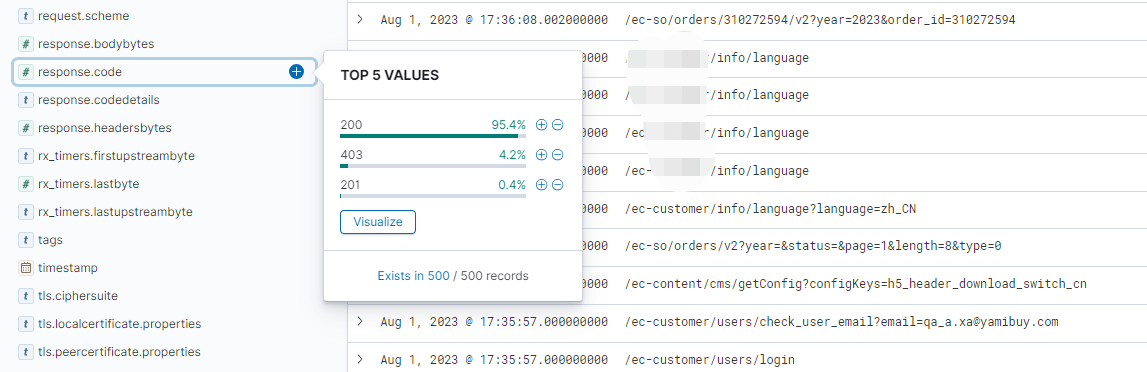 request.scheme
response.bodybytes
response.code
response.codedetails
response.headersbytes
rx_timers.firstupstreambyte
rx_timers.lastbyte
rx_timers.lastupstreambyte
tags
timestamp
tls.ciphersuite
tls.localcertificate.properties
tls.peercertificate.properties
TOP 5 VALUES
200 95.4%
403 4.2%
201 0.4%
Visualize
Exists in 500 / 500 records
Aug 1, 2023 @ 17:36:08.002000000 /ec-so/orders/310272594/v2?year=2023&order_id=310272594
0000 /info/language
0000 /ec- /info/language
0000 /ec /info/language
0000 /ec- /info/language
0000 /ec-customer/info/language?language=zh_CN
0000 /ec-so/orders/v2?year=&status=&page=1&length=8&type=0
0000 /ec-content/cms/getConfig?configKeys=h5_header_download_switch_cn
Aug 1, 2023 @ 17:35:57.000000000 /ec-customer/users/check_user_email?email=qa_a.xa@yamibuy.com
Aug 1, 2023 @ 17:35:57.000000000 /ec-customer/users/login